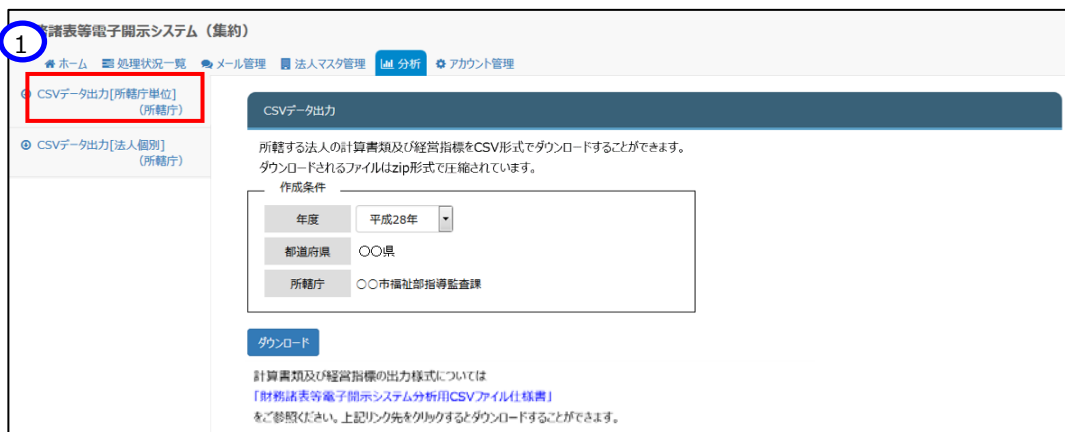 務諸表等電子開示システム（集約）
1
ホーム 処理状況一覧 メール管理 法人マスタ管理 分析 アカウント管理
CSVデータ出力[所轄庁単位]
（所轄庁）
CSVデータ出力[法人個別]
（所轄庁）
CSVデータ出力
所轄する法人の計算書類及び経営指標をCSV形式でダウンロードすることができます。
ダウンロードされるファイルはzip形式で圧縮されています。
作成条件
年度 平成28年
都道府県 〇〇県
所轄庁 〇〇市福祉部指導監査課
ダウンロード
計算書類及び経営指標の出力様式については
「財務諸表等電子開示システム分析用CSVファイル仕様書」
をご参照ください。上記リンク先をクリックするとダウンロードすることができます。